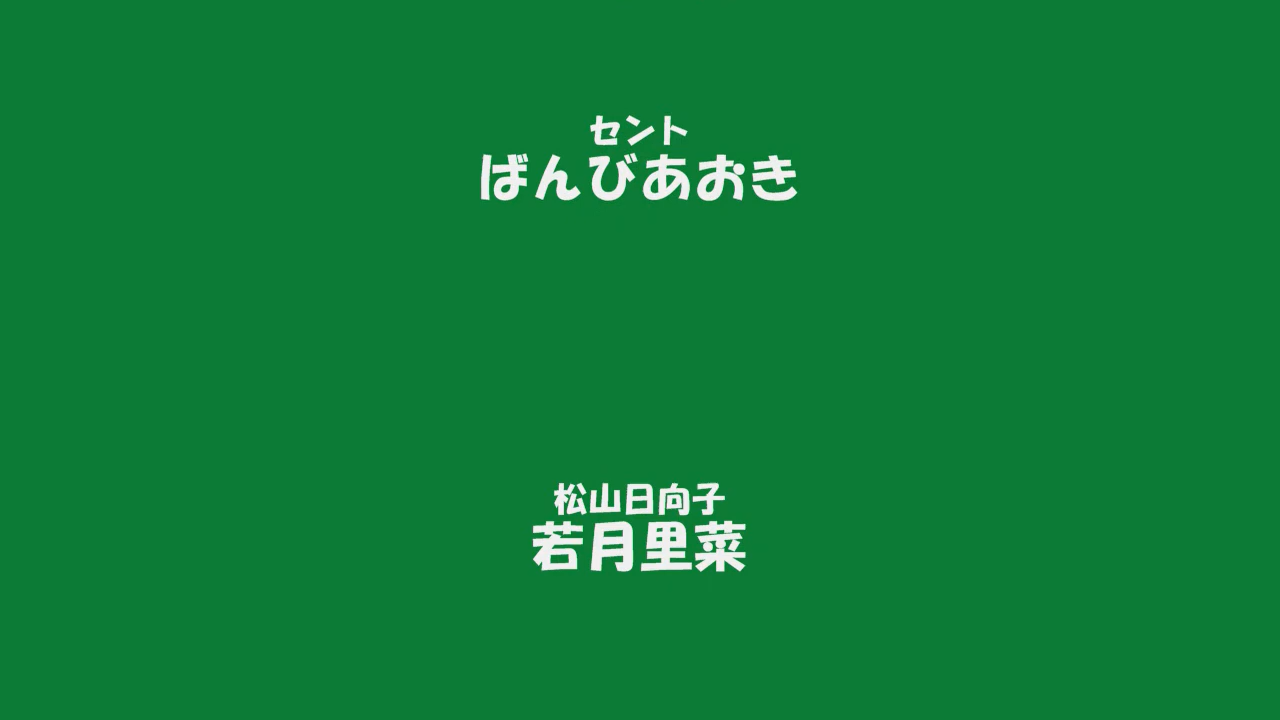 セント
ばんびあおき
松山日向子
若月里菜